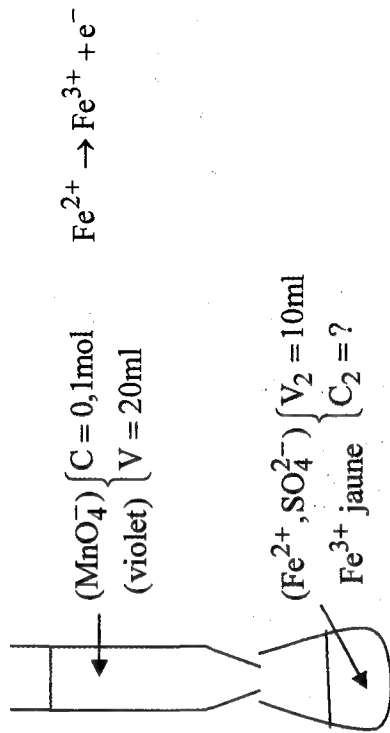 Fe²⁺ → Fe³⁺ + e⁻
(MnO₄⁻) { C = 0,1mol
(violet) { V = 20ml
(Fe²⁺, SO₄²⁻) { V₂ = 10ml
Fe³⁺ jaune { C₂ = ?